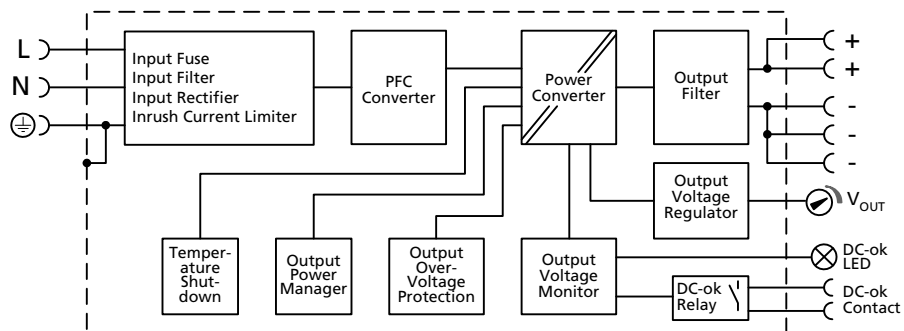 L
N
Input Fuse
Input Filter
Input Rectifier
Inrush Current Limiter
PFC
Converter
Power
Converter
Output
Filter
+
+
-
-
-
Output
Voltage
Regulator
VOUT
Temper-
ature
Shut-
down
Output
Power
Manager
Output
Over-
Voltage
Protection
Output
Voltage
Monitor
DC-ok
Relay
DC-ok
LED
DC-ok
Contact